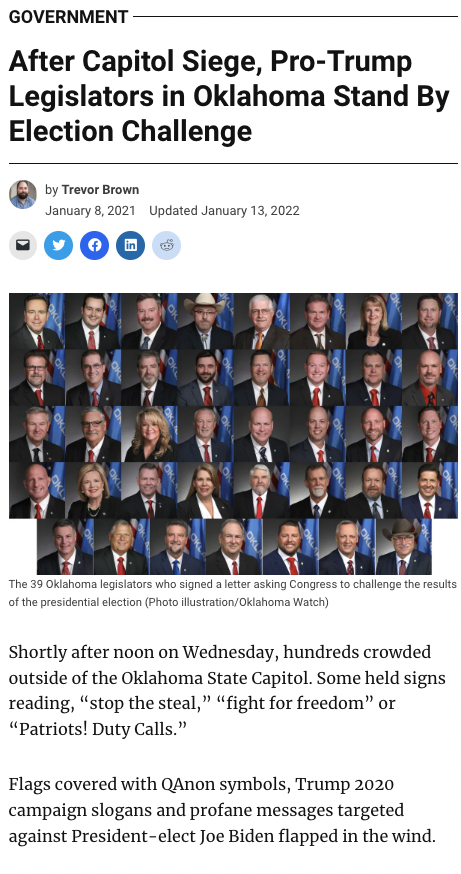 GOVERNMENT
After Capitol Siege, Pro-Trump
Legislators in Oklahoma Stand By
Election Challenge
by Trevor Brown
January 8, 2021 Updated January 13, 2022
The 39 Oklahoma legislators who signed a letter asking Congress to challenge the results
of the presidential election (Photo illustration/Oklahoma Watch)
Shortly after noon on Wednesday, hundreds crowded
outside of the Oklahoma State Capitol. Some held signs
reading, “stop the steal,” “fight for freedom” or
“Patriots! Duty Calls.”
Flags covered with QAnon symbols, Trump 2020
campaign slogans and profane messages targeted
against President-elect Joe Biden flapped in the wind.